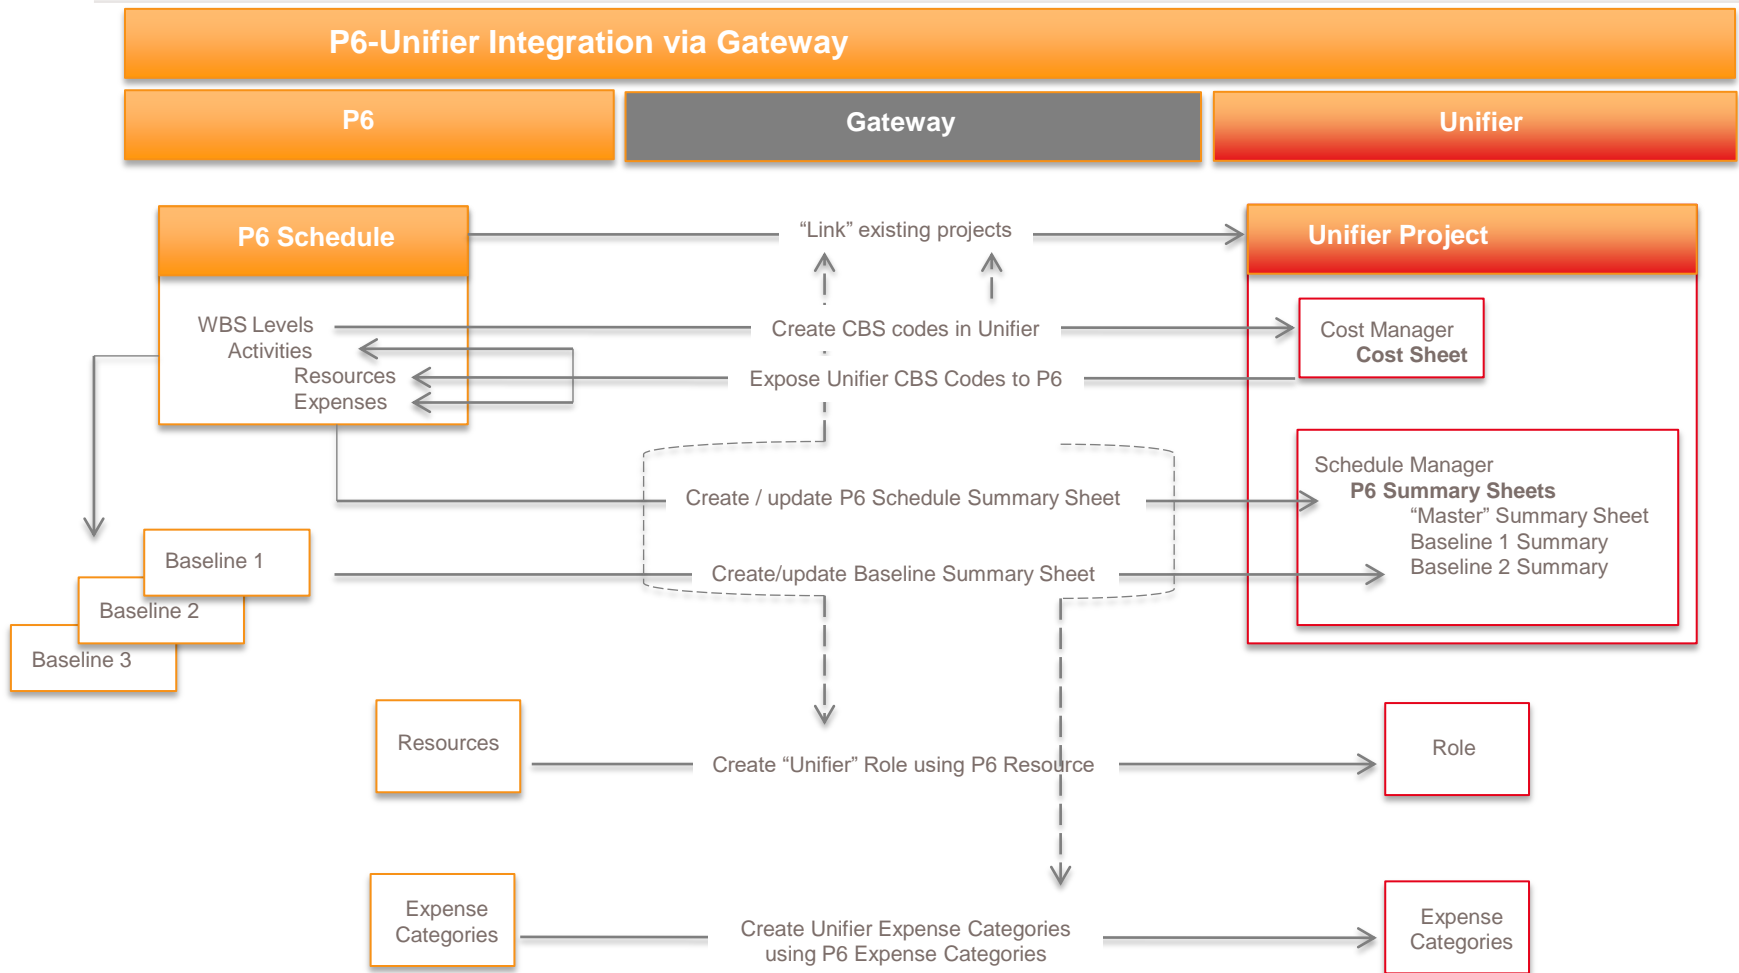 P6-Unifier Integration via Gateway
P6
Gateway
Unifier
P6 Schedule
“Link” existing projects
Unifier Project
WBS Levels
Activities
Resources
Expenses
Create CBS codes in Unifier
Expose Unifier CBS Codes to P6
Cost Manager
Cost Sheet
Create / update P6 Schedule Summary Sheet
Schedule Manager
P6 Summary Sheets
“Master” Summary Sheet
Baseline 1 Summary
Baseline 2 Summary
Baseline 1
Baseline 2
Baseline 3
Create/update Baseline Summary Sheet
Resources
Create “Unifier” Role using P6 Resource
Role
Expense
Categories
Create Unifier Expense Categories
using P6 Expense Categories
Expense
Categories